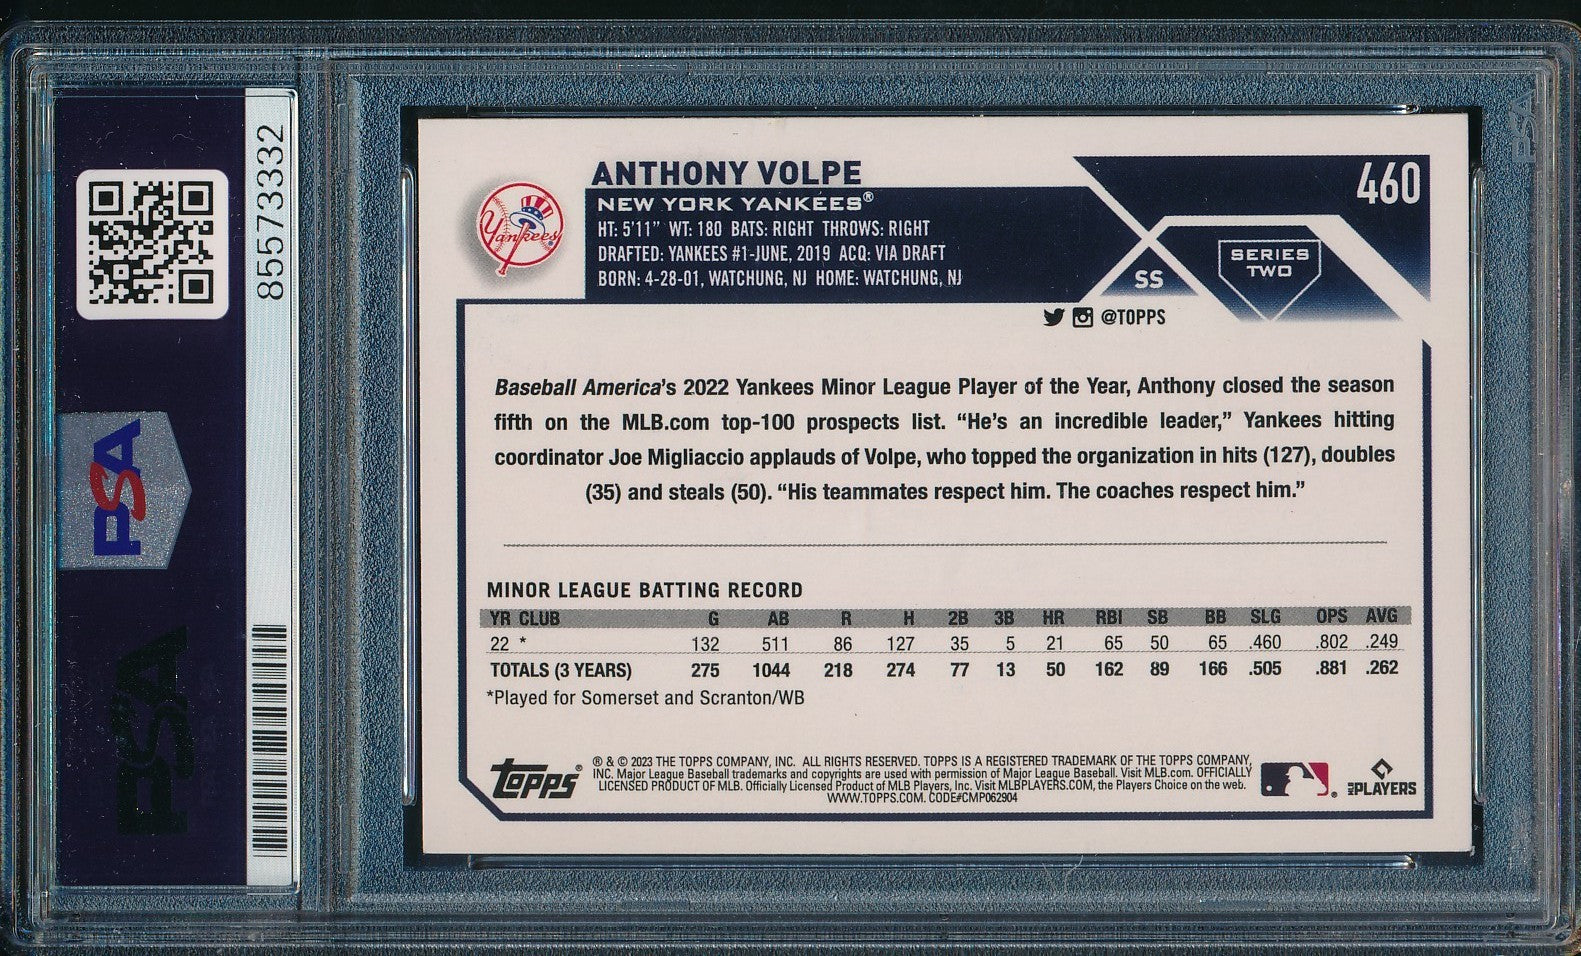 85573332
PSA
PSA
PSA
Yankees
ANTHONY VOLPE
NEW YORK YANKEES®
HT: 5'11" WT: 180 BATS: RIGHT THROWS: RIGHT
DRAFTED: YANKEES #1-JUNE, 2019 ACQ: VIA DRAFT
BORN: 4-28-01, WATCHUNG, NJ HOME: WATCHUNG, NJ
460
SERIES
TWO
SS
@TOPPS
Baseball America's 2022 Yankees Minor League Player of the Year, Anthony closed the season
fifth on the MLB.com top-100 prospects list. “He's an incredible leader,” Yankees hitting
coordinator Joe Migliaccio applauds of Volpe, who topped the organization in hits (127), doubles
(35) and steals (50). “His teammates respect him. The coaches respect him.”
MINOR LEAGUE BATTING RECORD
YR CLUB G AB R H 2B 3B HR RBI SB BB SLG OPS AVG
22 * 132 511 86 127 35 5 21 65 50 65 .460 .802 .249
TOTALS (3 YEARS) 275 1044 218 274 77 13 50 162 89 166 .505 .881 .262
*Played for Somerset and Scranton/WB
Topps®
® & © 2023 THE TOPPS COMPANY, INC. ALL RIGHTS RESERVED. TOPPS IS A REGISTERED TRADEMARK OF THE TOPPS COMPANY,
INC. Major League Baseball trademarks and copyrights are used with permission of Major League Baseball. Visit MLB.com. OFFICIALLY
LICENSED PRODUCT OF MLB. Officially Licensed Product of MLB Players, Inc. Visit MLBPLAYERS.COM, the Players Choice on the web.
WWW.TOPPS.COM. CODE#CMP062904
MLB PLAYERS